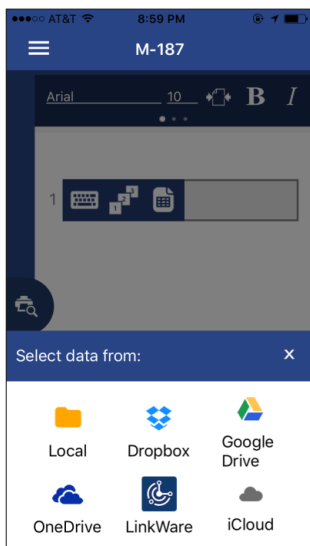 AT&T 8:59 PM
M-187
Arial 10 B I
1
Select data from:
x
Local
Dropbox
Google
Drive
OneDrive
LinkWare
iCloud